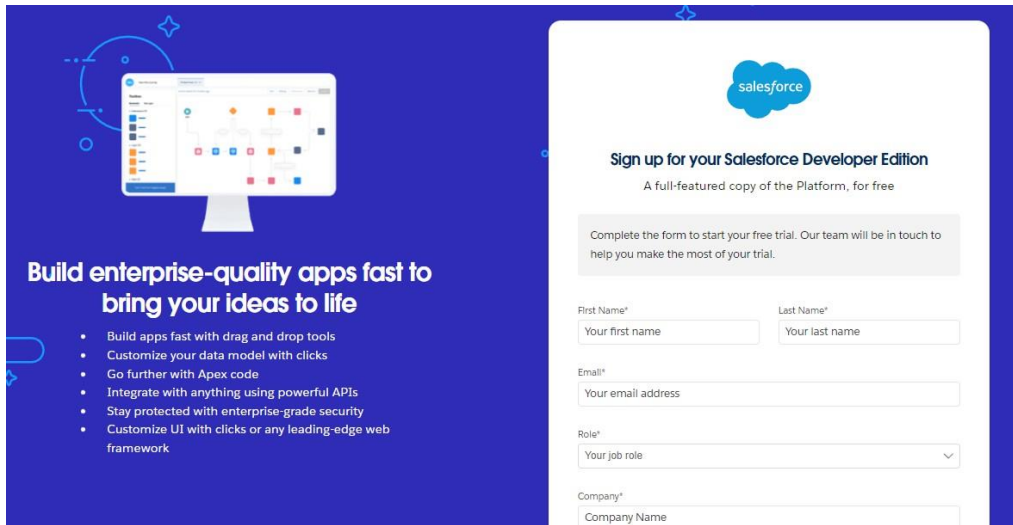 Build enterprise-quality apps fast to
bring your ideas to life
Build apps fast with drag and drop tools
Customize your data model with clicks
Go further with Apex code
Integrate with anything using powerful APIs
Stay protected with enterprise-grade security
Customize UI with clicks or any leading-edge web
framework
salesforce
Sign up for your Salesforce Developer Edition
A full-featured copy of the Platform, for free
Complete the form to start your free trial. Our team will be in touch to
help you make the most of your trial.
First Name* Last Name*
Your first name Your last name
Email*
Your email address
Role*
Your job role
Company*
Company Name